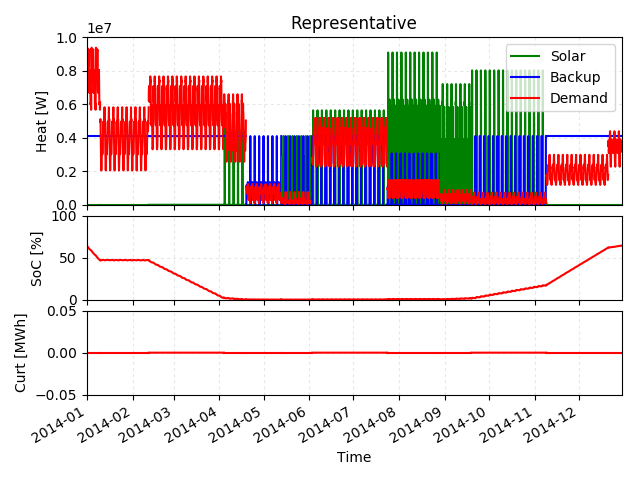 Representative
1e7
1.0
0.8
0.6
0.4
0.2
0.0
Heat [W]
Solar
Backup
Demand
100
50
0
SoC [%]
0.05
0.00
−0.05
Curt [MWh]
2014-01
2014-02
2014-03
2014-04
2014-05
2014-06
2014-07
2014-08
2014-09
2014-10
2014-11
2014-12
Time